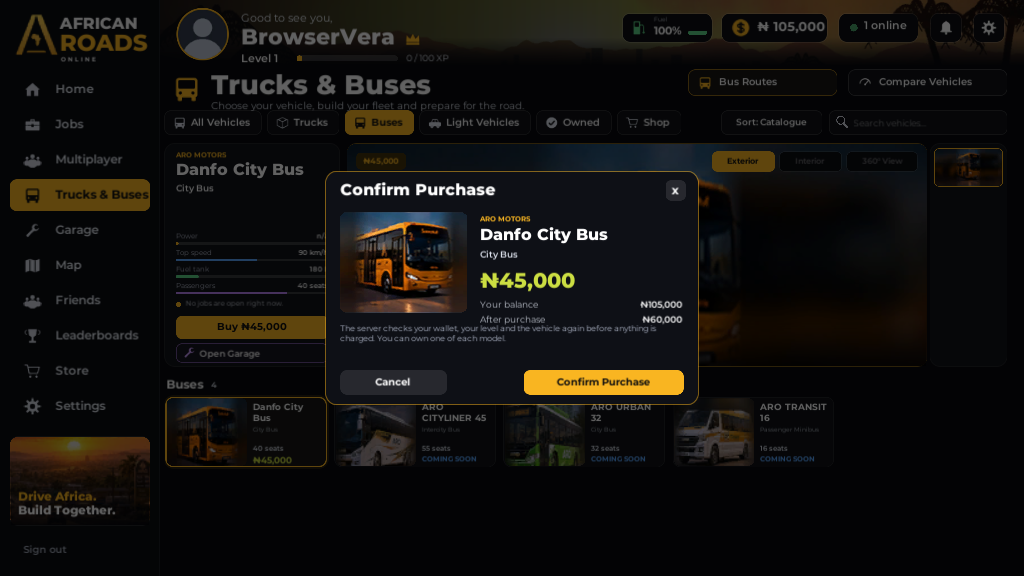 AFRICAN
ROADS
ONLINE
Home
Jobs
Multiplayer
Trucks & Buses
Garage
Map
Friends
Leaderboards
Store
Settings
Drive Africa.
Build Together.
Sign out
Good to see you,
BrowserVera
Level 1
0 / 100 XP
Fuel
100%
₦ 105,000
1 online
Trucks & Buses
Choose your vehicle, build your fleet and prepare for the road.
Bus Routes
Compare Vehicles
All Vehicles
Trucks
Buses
Light Vehicles
Owned
Shop
Sort: Catalogue
Search vehicles...
ARO MOTORS
Danfo City Bus
City Bus
Power
n/
Top speed
90 km/
Fuel tank
180
Passengers
40 seat
No jobs are open right now
Buy ₦45,000
Open Garage
₦45,000
Exterior
Interior
360° View
Confirm Purchase
X
ARO MOTORS
Danfo City Bus
City Bus
₦45,000
Your balance
₦105,000
After purchase
₦60,000
The server checks your wallet, your level and the vehicle again before anything is
charged. You can own one of each model.
Cancel
Confirm Purchase
Buses 4
Danfo City
Bus
City Bus
40 seats
₦45,000
ARO
CITYLINER 45
Intercity Bus
55 seats
COMING SOON
ARO URBAN
32
City Bus
32 seats
COMING SOON
ARO TRANSIT
16
Passenger Minibus
16 seats
COMING SOON